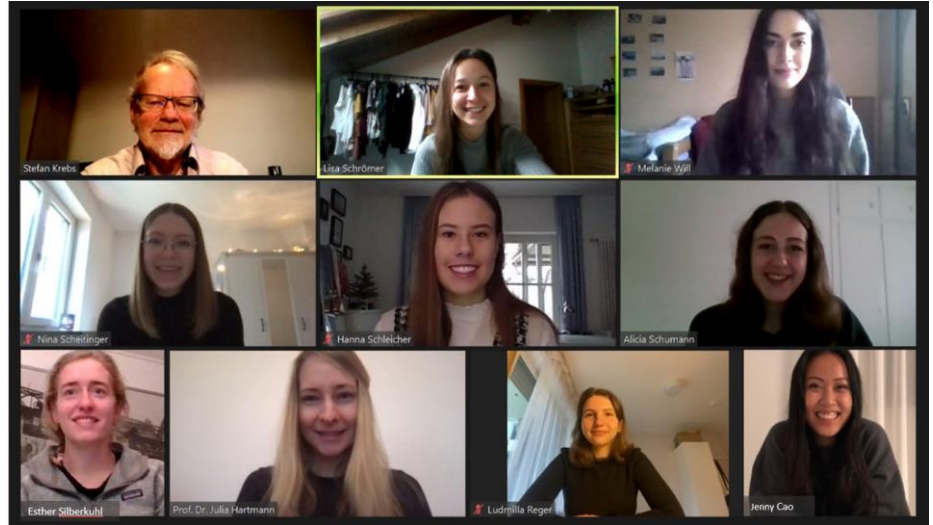 Stefan Krebs
Lisa Schrömer
Melanie Will
Nina Scheitinger
Hanna Schleicher
Alicia Schumann
Esther Silberkuhl
Prof. Dr. Julia Hartmann
Ludmilla Reger
Jenny Cao